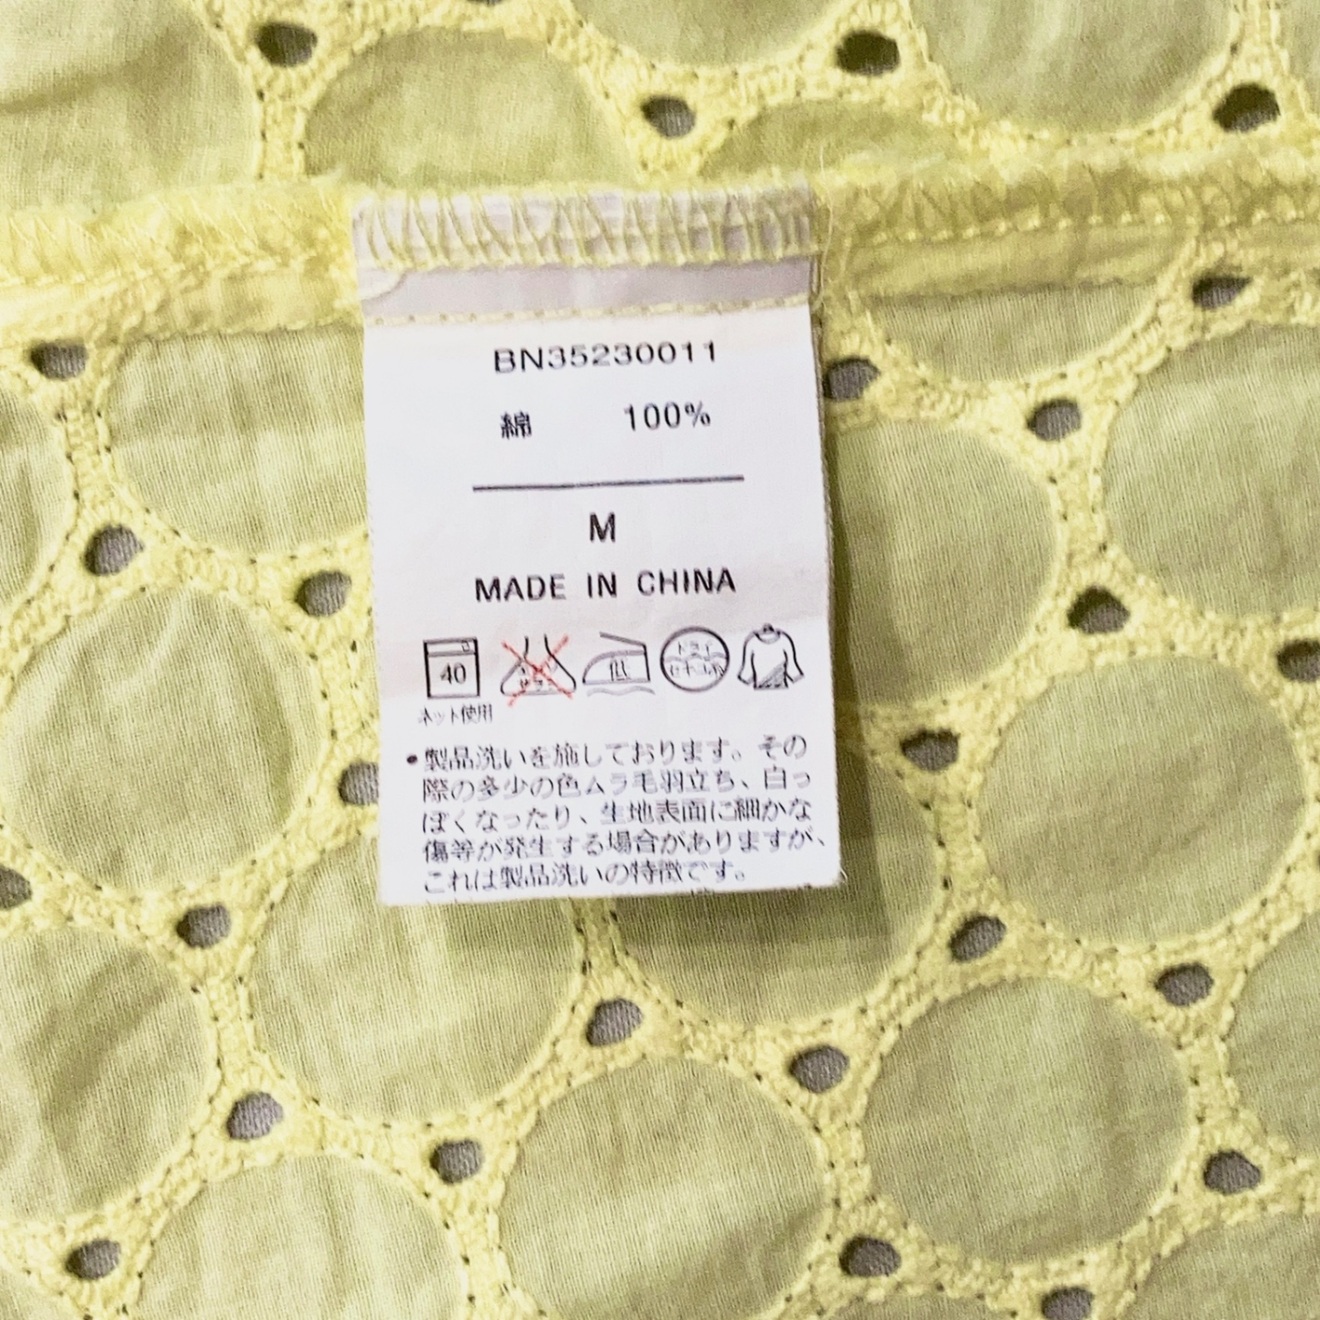 BN35230011
綿 100%
M
MADE IN CHINA
40 低 ドライ
ネット使用
・製品洗いを施しております。その
際の多少の色ムラ毛羽立ち、白っ
ぽくなったり、生地表面に細かな
傷等が発生する場合がありますが、
これは製品洗いの特徴です。